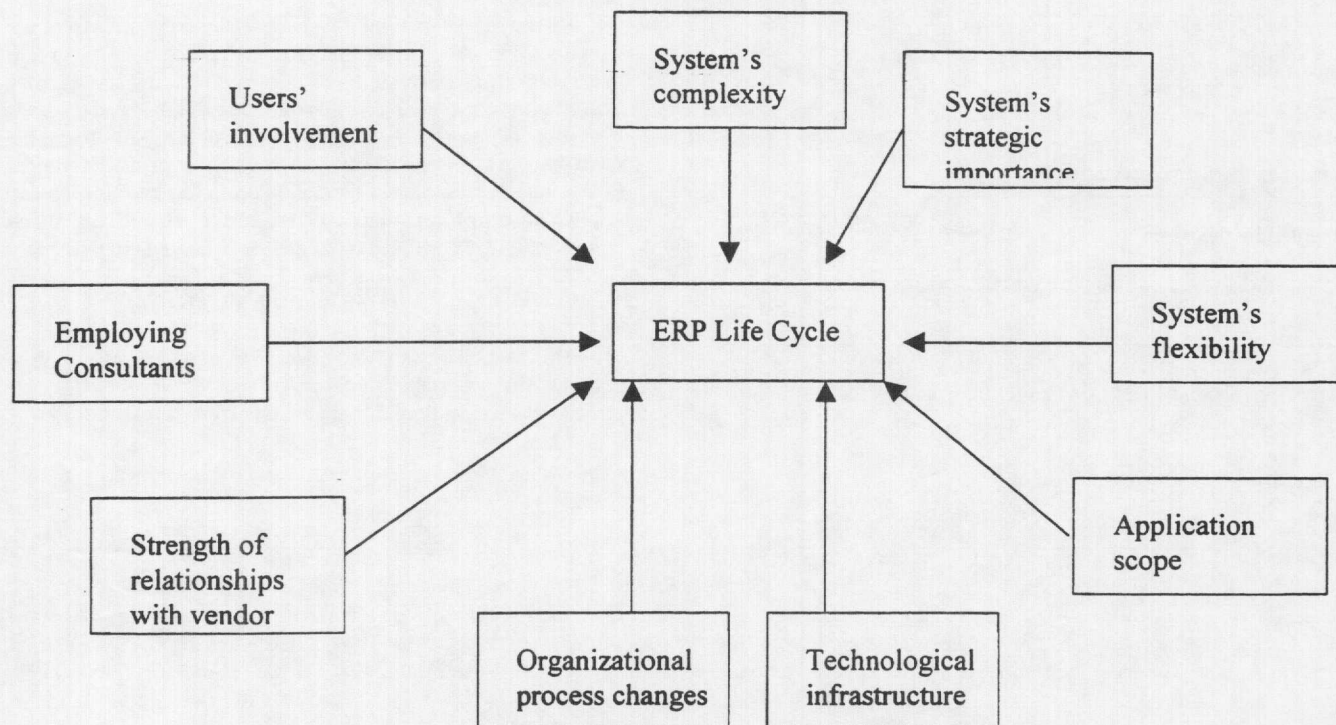 Users'
involvement
System's
complexity
System's
strategic
importance
Employing
Consultants
ERP Life Cycle
System's
flexibility
Strength of
relationships
with vendor
Application
scope
Organizational
process changes
Technological
infrastructure